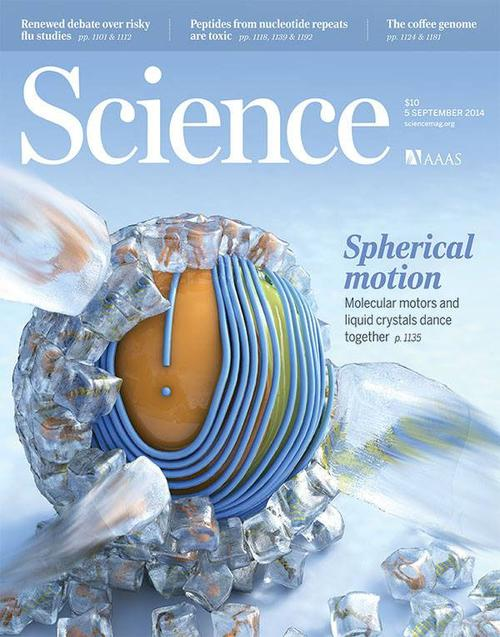 Renewed debate over risky
flu studies pp. 1101 & 1112
Peptides from nucleotide repeats
are toxic pp. 1118, 1139 & 1192
The coffee genome
pp. 1124 & 1181
Science
$10
5 SEPTEMBER 2014
sciencemag.org
AAAS
Spherical
motion
Molecular motors and
liquid crystals dance
together p. 1135